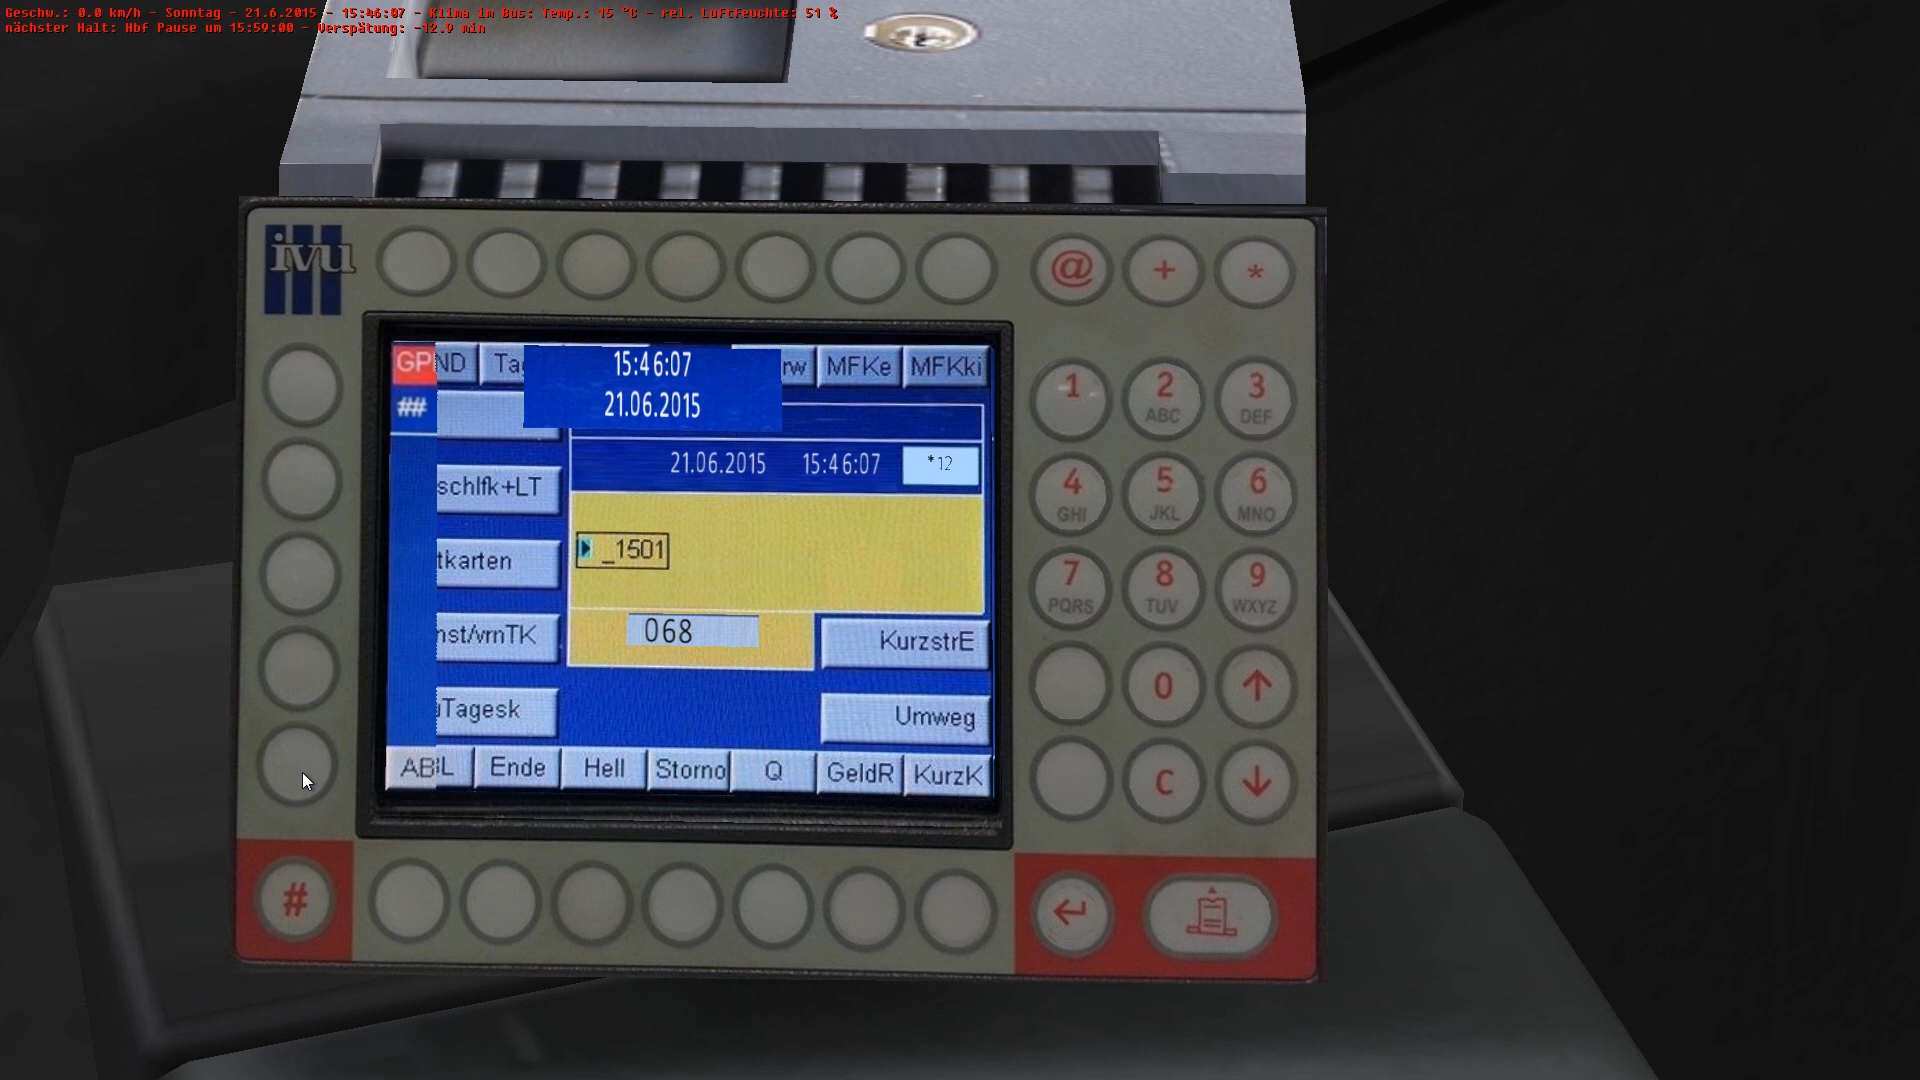 Geschw.: 0.0 km/h - Sonntag - 21.6.2015 - 15:46:07 - Klima im Bus: Temp.: 15 °C - rel. Luftfeuchte: 51 %
nächster Halt: Hbf Pause um 15:59:00 - Verspätung: -12.9 min
ivu
@ + *
GP ND Ta 15:46:07 rw MFKe MFKki
## 21.06.2015
21.06.2015 15:46:07 *12
schlfk+LT
_1501
tkarten
nst/vrnTK 068 KurzstrE
Tagesk Umweg
AB L Ende Hell Storno Q GeldR KurzK
1 2 3
ABC DEF
4 5 6
GHI JKL MNO
7 8 9
PQRS TUV WXYZ
0 ↑
C ↓
# ↵